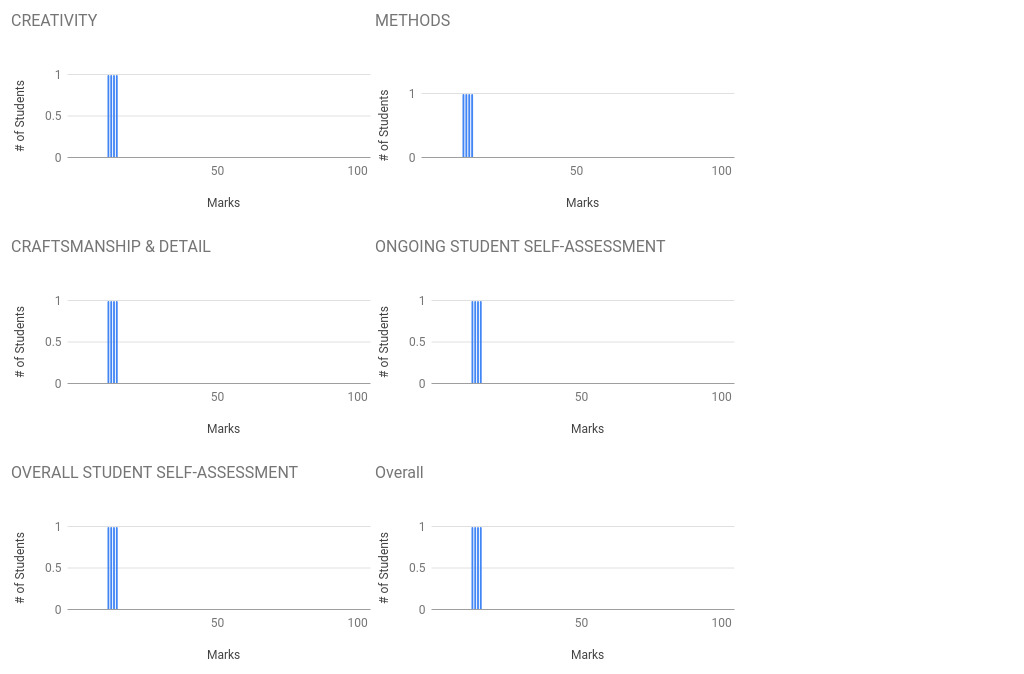 CREATIVITY
# of Students
1
0.5
0
50
100
Marks
METHODS
# of Students
1
0
50
100
Marks
CRAFTSMANSHIP & DETAIL
# of Students
1
0.5
0
50
100
Marks
ONGOING STUDENT SELF-ASSESSMENT
# of Students
1
0.5
0
50
100
Marks
OVERALL STUDENT SELF-ASSESSMENT
# of Students
1
0.5
0
50
100
Marks
Overall
# of Students
1
0.5
0
50
100
Marks